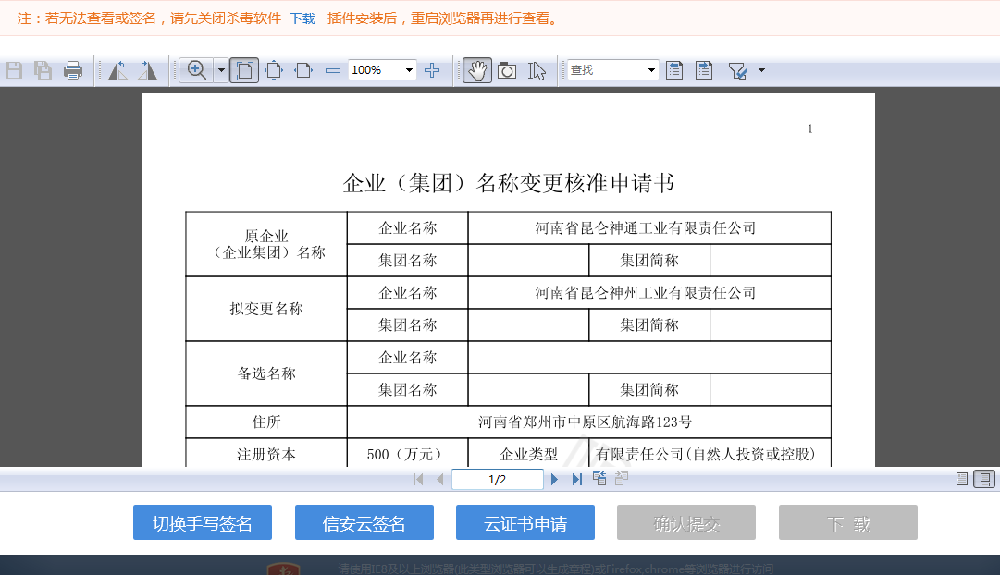 注：若无法查看或签名，请先关闭杀毒软件 下载 插件安装后，重启浏览器再进行查看。
100% 查找
1
企业（集团）名称变更核准申请书
原企业
（企业集团）名称
企业名称 河南省昆仑神通工业有限责任公司
集团名称 集团简称
拟变更名称
企业名称 河南省昆仑神州工业有限责任公司
集团名称 集团简称
备选名称
企业名称
集团名称 集团简称
住所 河南省郑州市中原区航海路123号
注册资本 500（万元） 企业类型 有限责任公司(自然人投资或控股)
1/2
切换手写签名 信安云签名 云证书申请 确认提交 下 载
请使用IE8及以上浏览器(此类型浏览器可以生成章程)或Firefox,chrome等浏览器进行访问